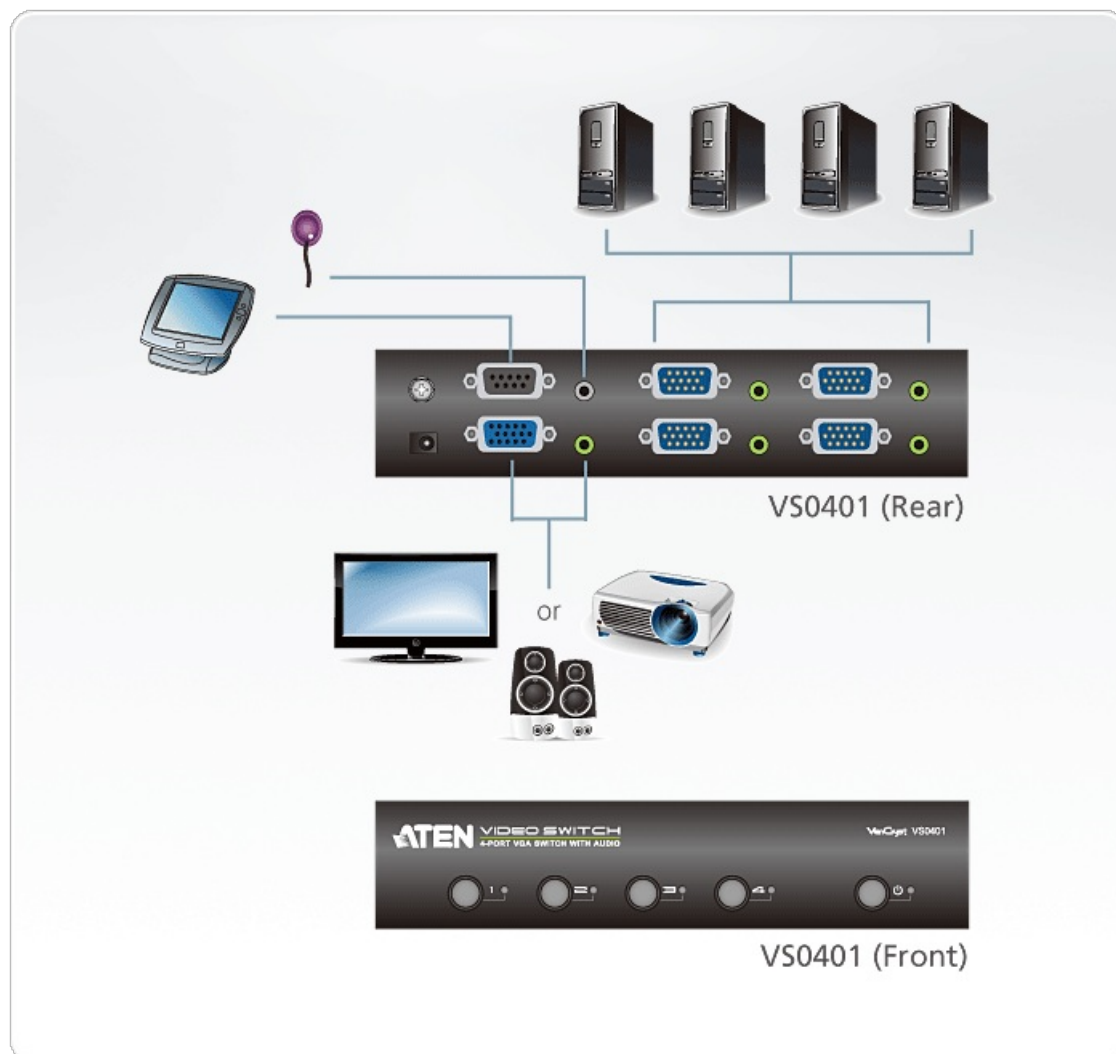 VS0401 (Rear)
or
ATEN VIDEO SWITCH
4-PORT VGA SWITCH WITH AUDIO
VanCryst VS0401
1 2 3 4
VS0401 (Front)